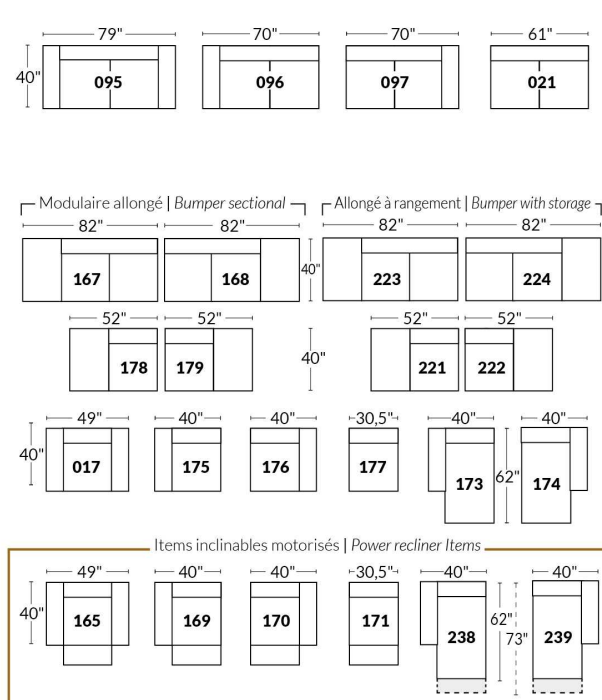 79" 70" 70" 61"
40" 095 096 097 021
Modulaire allongé | Bumper sectional Allongé à rangement | Bumper with storage
82" 82" 82" 82"
167 168 40" 223 224
52" 52" 52" 52"
178 179 40" 221 222
49" 40" 40" 30,5" 40" 40"
40" 017 175 176 177 173 62" 174
Items inclinables motorisés | Power recliner Items
49" 40" 40" 30,5" 40" 40"
40" 165 169 170 171 238 62" 73" 239